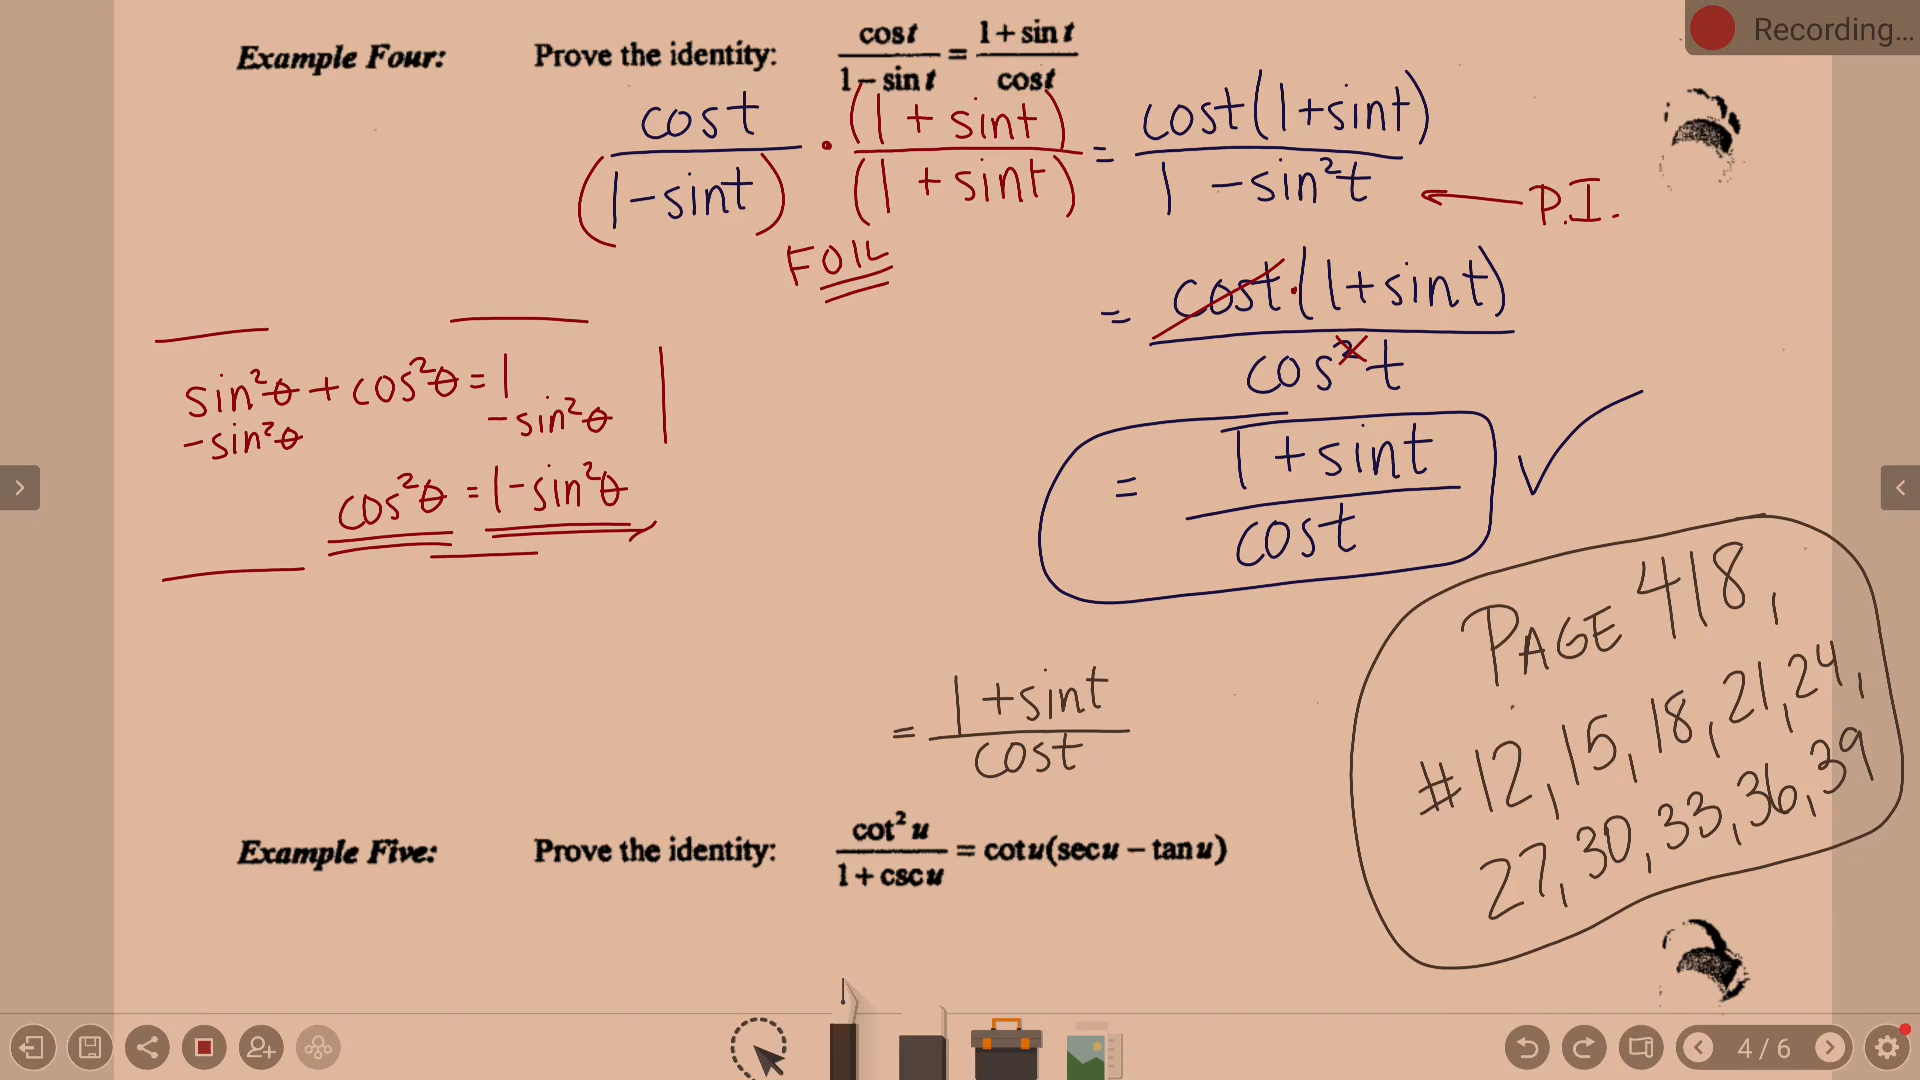 Recording...
Example Four: Prove the identity: cos t / 1 − sin t = 1 + sin t / cos t
cost / (1 - sint) • (1 + sint) / (1 + sint) = cost(1+sint) / 1 - sin²t ← P.I.
FOIL
= cost•(1+sint) / cos²t
sin²θ + cos²θ = 1
-sin²θ -sin²θ
cos²θ = 1 - sin²θ
= 1 + sint / cost ✓
PAGE 418,
#12, 15, 18, 21, 24,
27, 30, 33, 36, 39
= 1 + sint / cost
Example Five: Prove the identity: cot² u / 1 + csc u = cot u(sec u − tan u)
4 / 6